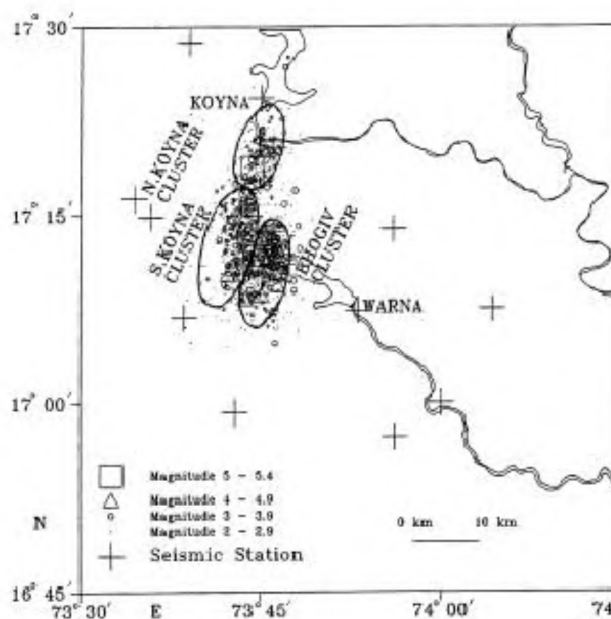 17° 30′
KOYNA
N.KOYNA
CLUSTER
17° 15′
S.KOYNA
CLUSTER
BHOGIV
CLUSTER
WARNA
17° 00′
Magnitude 5 - 5.4
Magnitude 4 - 4.9
Magnitude 3 - 3.9
Magnitude 2 - 2.9
Seismic Station
0 km 10 km
N
16° 45′
73° 30′ E 73° 45′ 74° 00′ 74